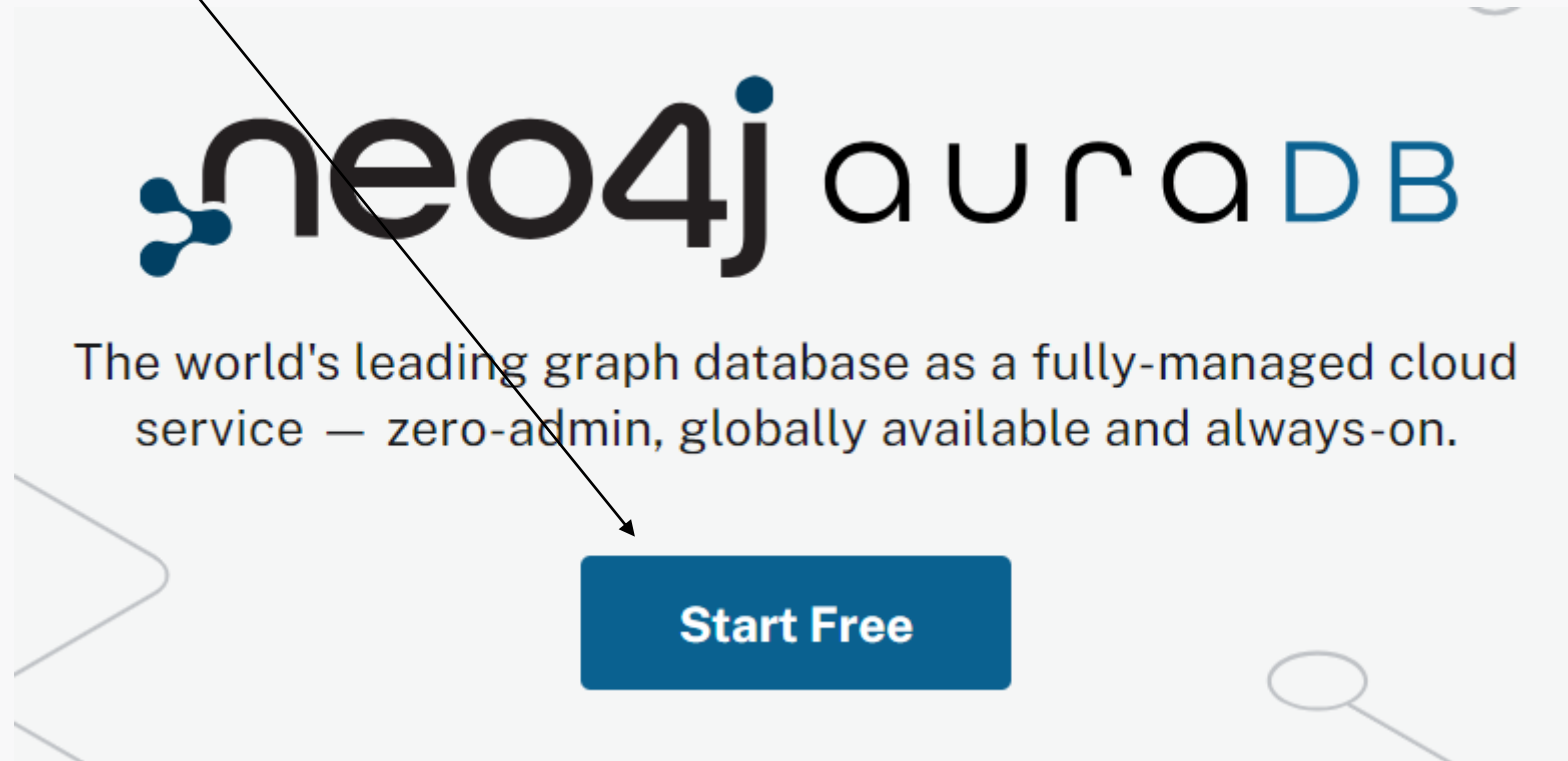 neo4j auraDB
The world's leading graph database as a fully-managed cloud
service — zero-admin, globally available and always-on.
Start Free